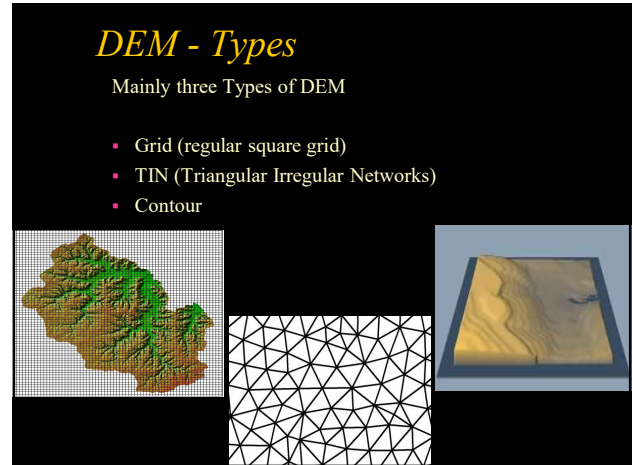 DEM - Types
Mainly three Types of DEM
▪ Grid (regular square grid)
▪ TIN (Triangular Irregular Networks)
▪ Contour